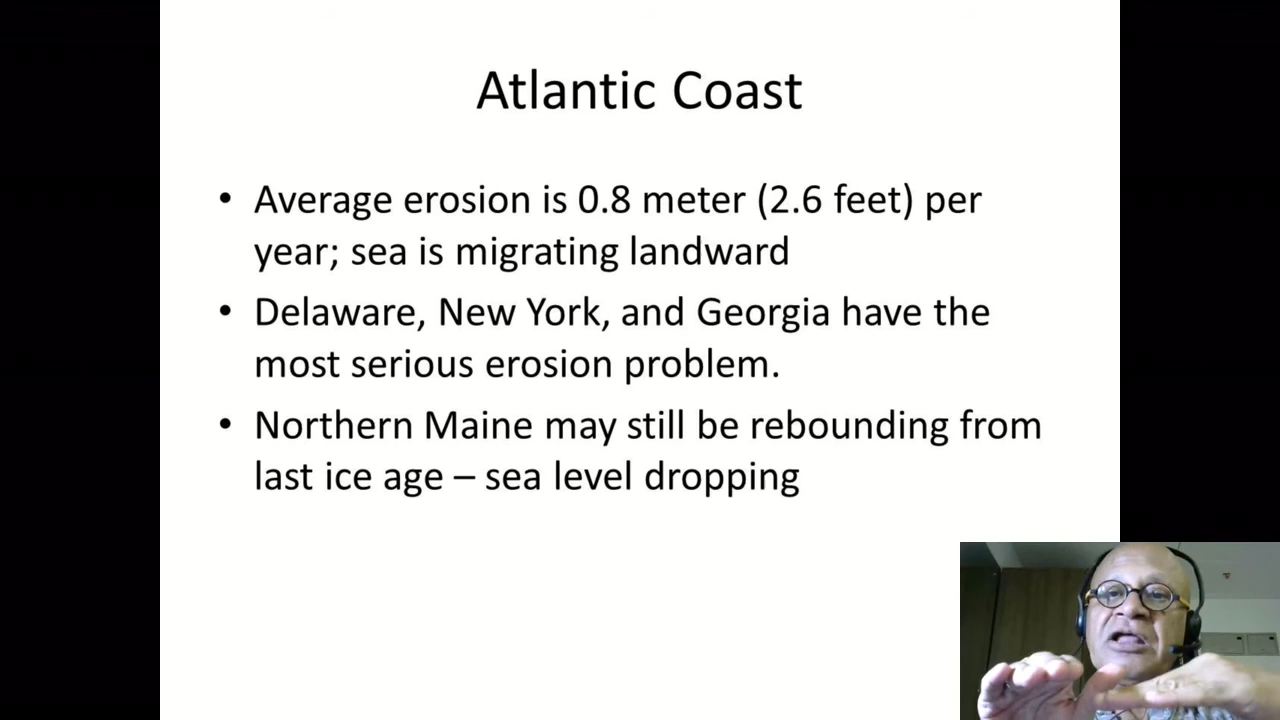 Atlantic Coast
• Average erosion is 0.8 meter (2.6 feet) per
year; sea is migrating landward
• Delaware, New York, and Georgia have the
most serious erosion problem.
• Northern Maine may still be rebounding from
last ice age – sea level dropping